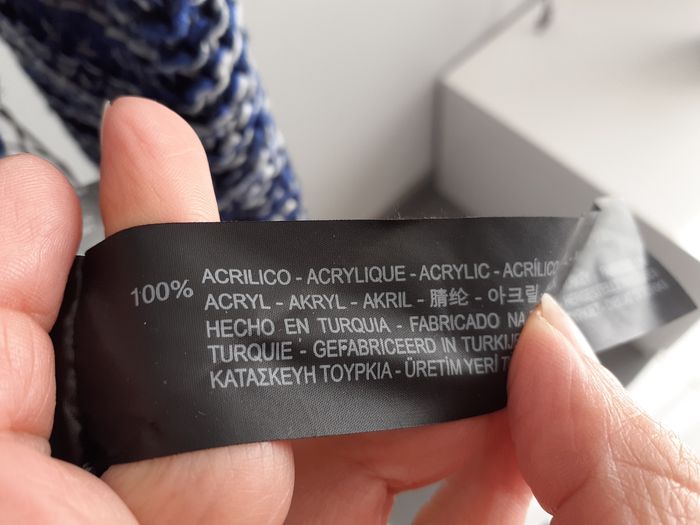 100% ACRILICO - ACRYLIQUE - ACRYLIC - ACRÍLICO
ACRYL - AKRYL - AKRIL - 腈纶 - 아크릴
HECHO EN TURQUIA - FABRICADO NA
TURQUIE - GEFABRICEERD IN TURKIJE
ΚΑΤΑΣΚΕΥΗ ΤΟΥΡΚΙΑ - ÜRETİM YERİ